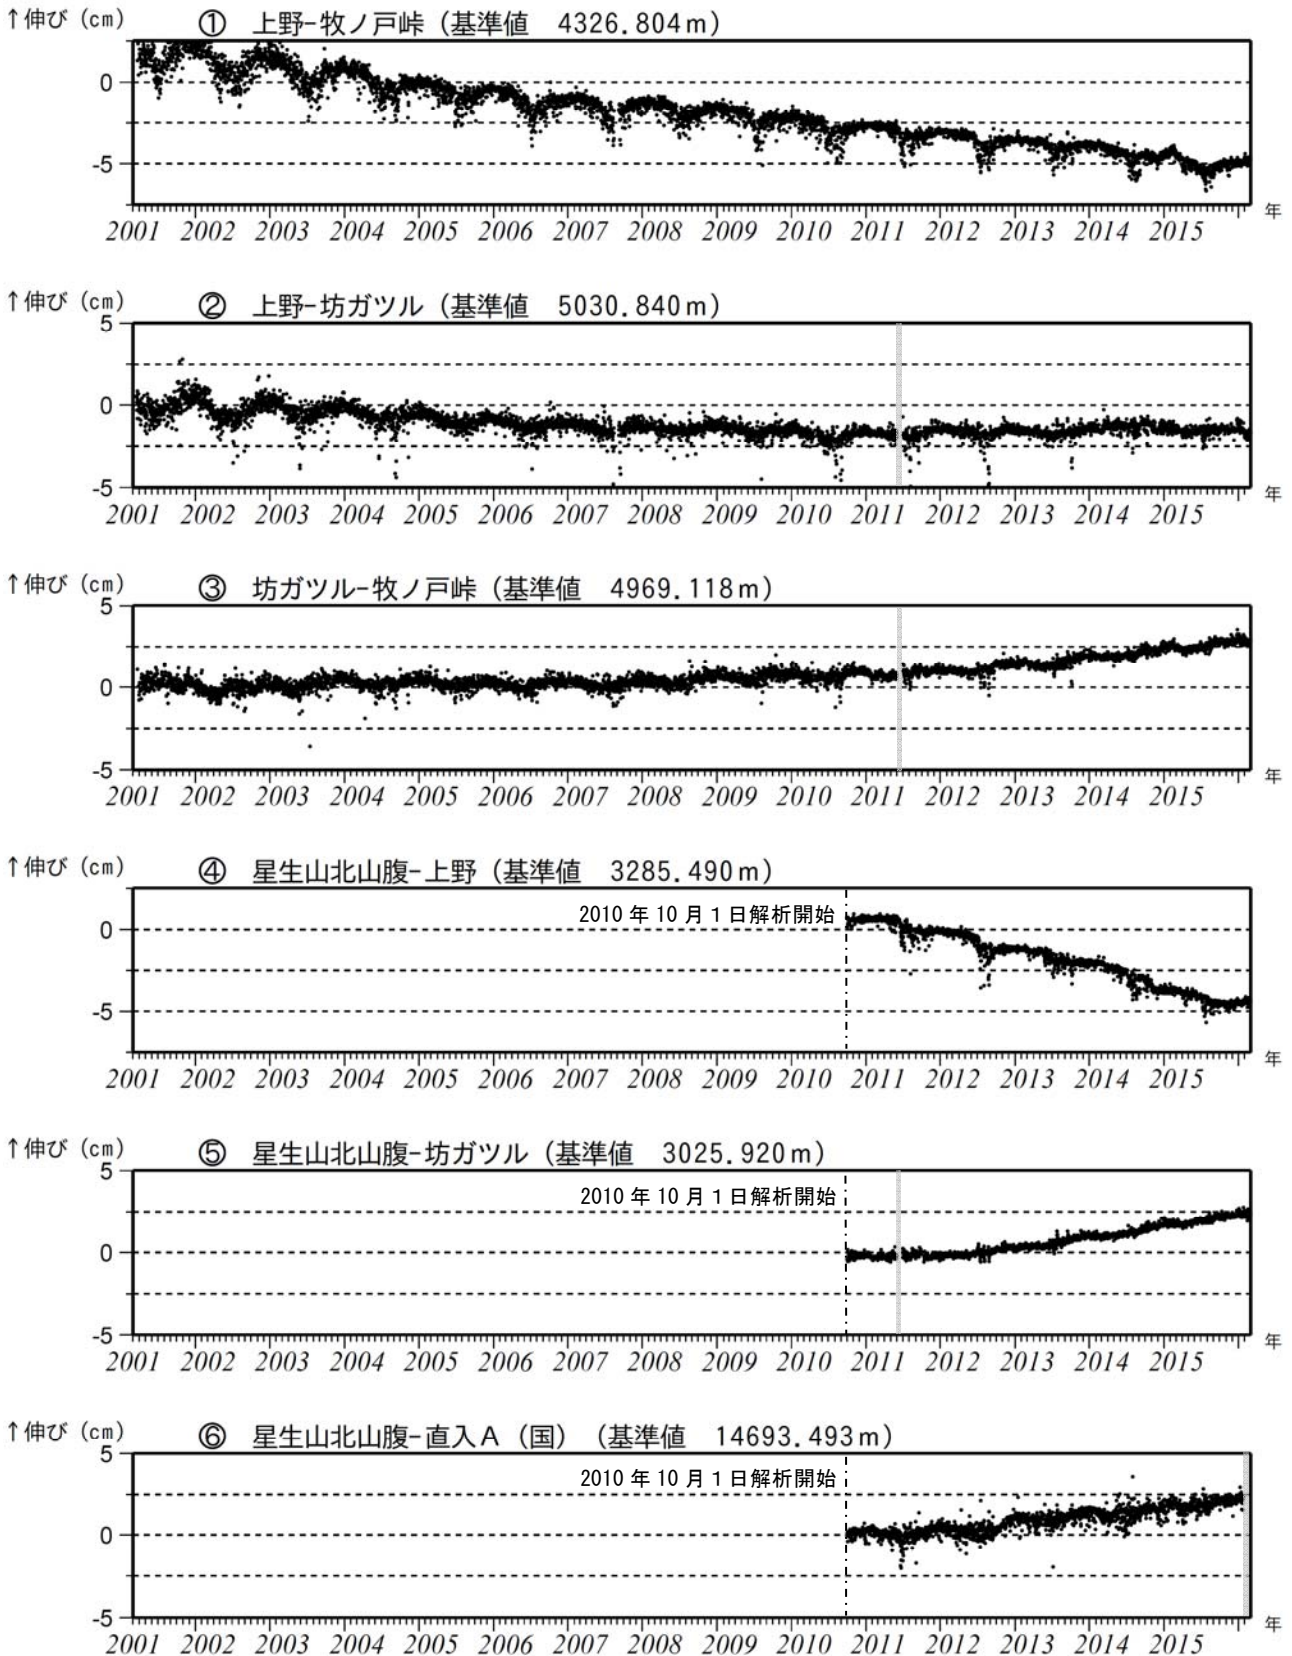 ↑伸び（cm） ① 上野-牧ノ戸峠（基準値　4326.804m）
0
-5
2001 2002 2003 2004 2005 2006 2007 2008 2009 2010 2011 2012 2013 2014 2015 年
↑伸び（cm） ② 上野-坊ガツル（基準値　5030.840m）
5
0
-5
2001 2002 2003 2004 2005 2006 2007 2008 2009 2010 2011 2012 2013 2014 2015 年
↑伸び（cm） ③ 坊ガツル-牧ノ戸峠（基準値　4969.118m）
5
0
-5
2001 2002 2003 2004 2005 2006 2007 2008 2009 2010 2011 2012 2013 2014 2015 年
↑伸び（cm） ④ 星生山北山腹-上野（基準値　3285.490m）
2010年10月1日解析開始
0
-5
2001 2002 2003 2004 2005 2006 2007 2008 2009 2010 2011 2012 2013 2014 2015 年
↑伸び（cm） ⑤ 星生山北山腹-坊ガツル（基準値　3025.920m）
5
2010年10月1日解析開始
0
-5
2001 2002 2003 2004 2005 2006 2007 2008 2009 2010 2011 2012 2013 2014 2015 年
↑伸び（cm） ⑥ 星生山北山腹-直入A（国）（基準値　14693.493m）
5
2010年10月1日解析開始
0
-5
2001 2002 2003 2004 2005 2006 2007 2008 2009 2010 2011 2012 2013 2014 2015 年